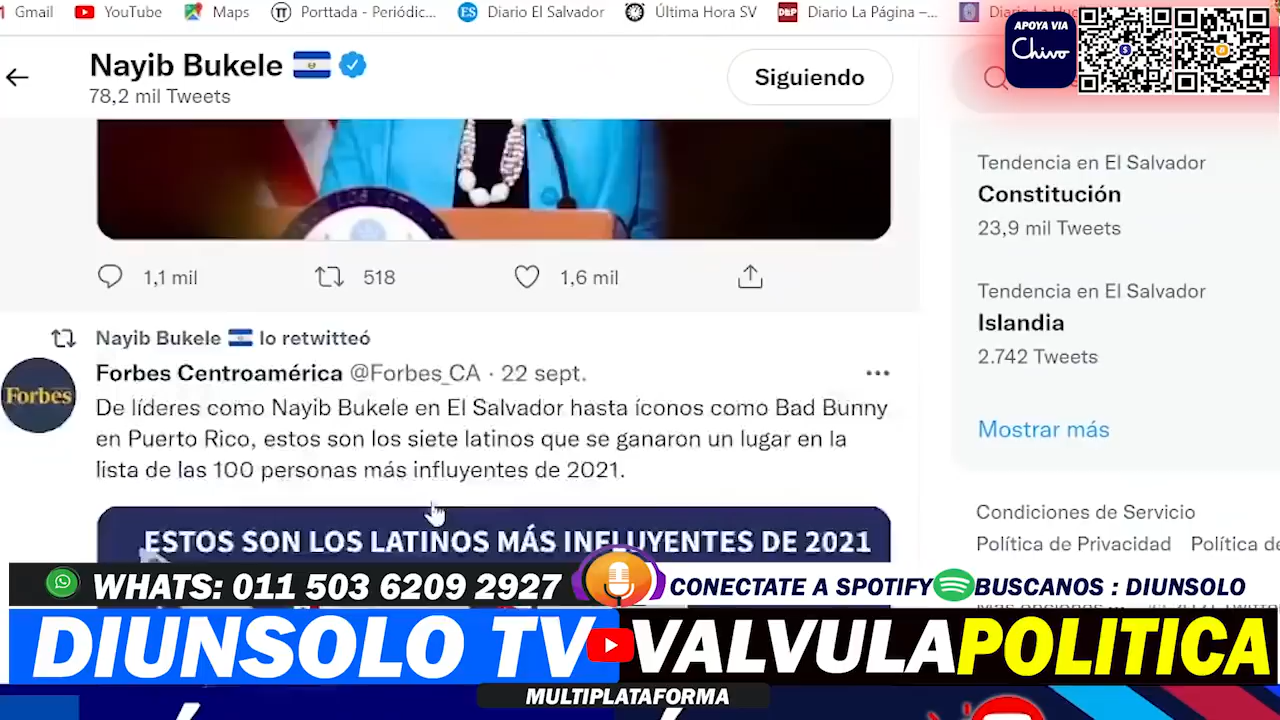 Gmail
YouTube
Maps
Porttada - Periódic...
Diario El Salvador
Última Hora SV
Diario La Página –...
APOYA VIA
Chivo
Nayib Bukele
78,2 mil Tweets
Siguiendo
1,1 mil
518
1,6 mil
Tendencia en El Salvador
Constitución
23,9 mil Tweets
Tendencia en El Salvador
Islandia
2.742 Tweets
Mostrar más
Condiciones de Servicio
Política de Privacidad
Nayib Bukele lo retwitteó
Forbes
Forbes Centroamérica @Forbes_CA · 22 sept.
De líderes como Nayib Bukele en El Salvador hasta íconos como Bad Bunny
en Puerto Rico, estos son los siete latinos que se ganaron un lugar en la
lista de las 100 personas más influyentes de 2021.
ESTOS SON LOS LATINOS MÁS INFLUYENTES DE 2021
WHATS: 011 503 6209 2927
CONECTATE A SPOTIFY
BUSCANOS : DIUNSOLO
DIUNSOLO TV
VALVULAPOLITICA
MULTIPLATAFORMA